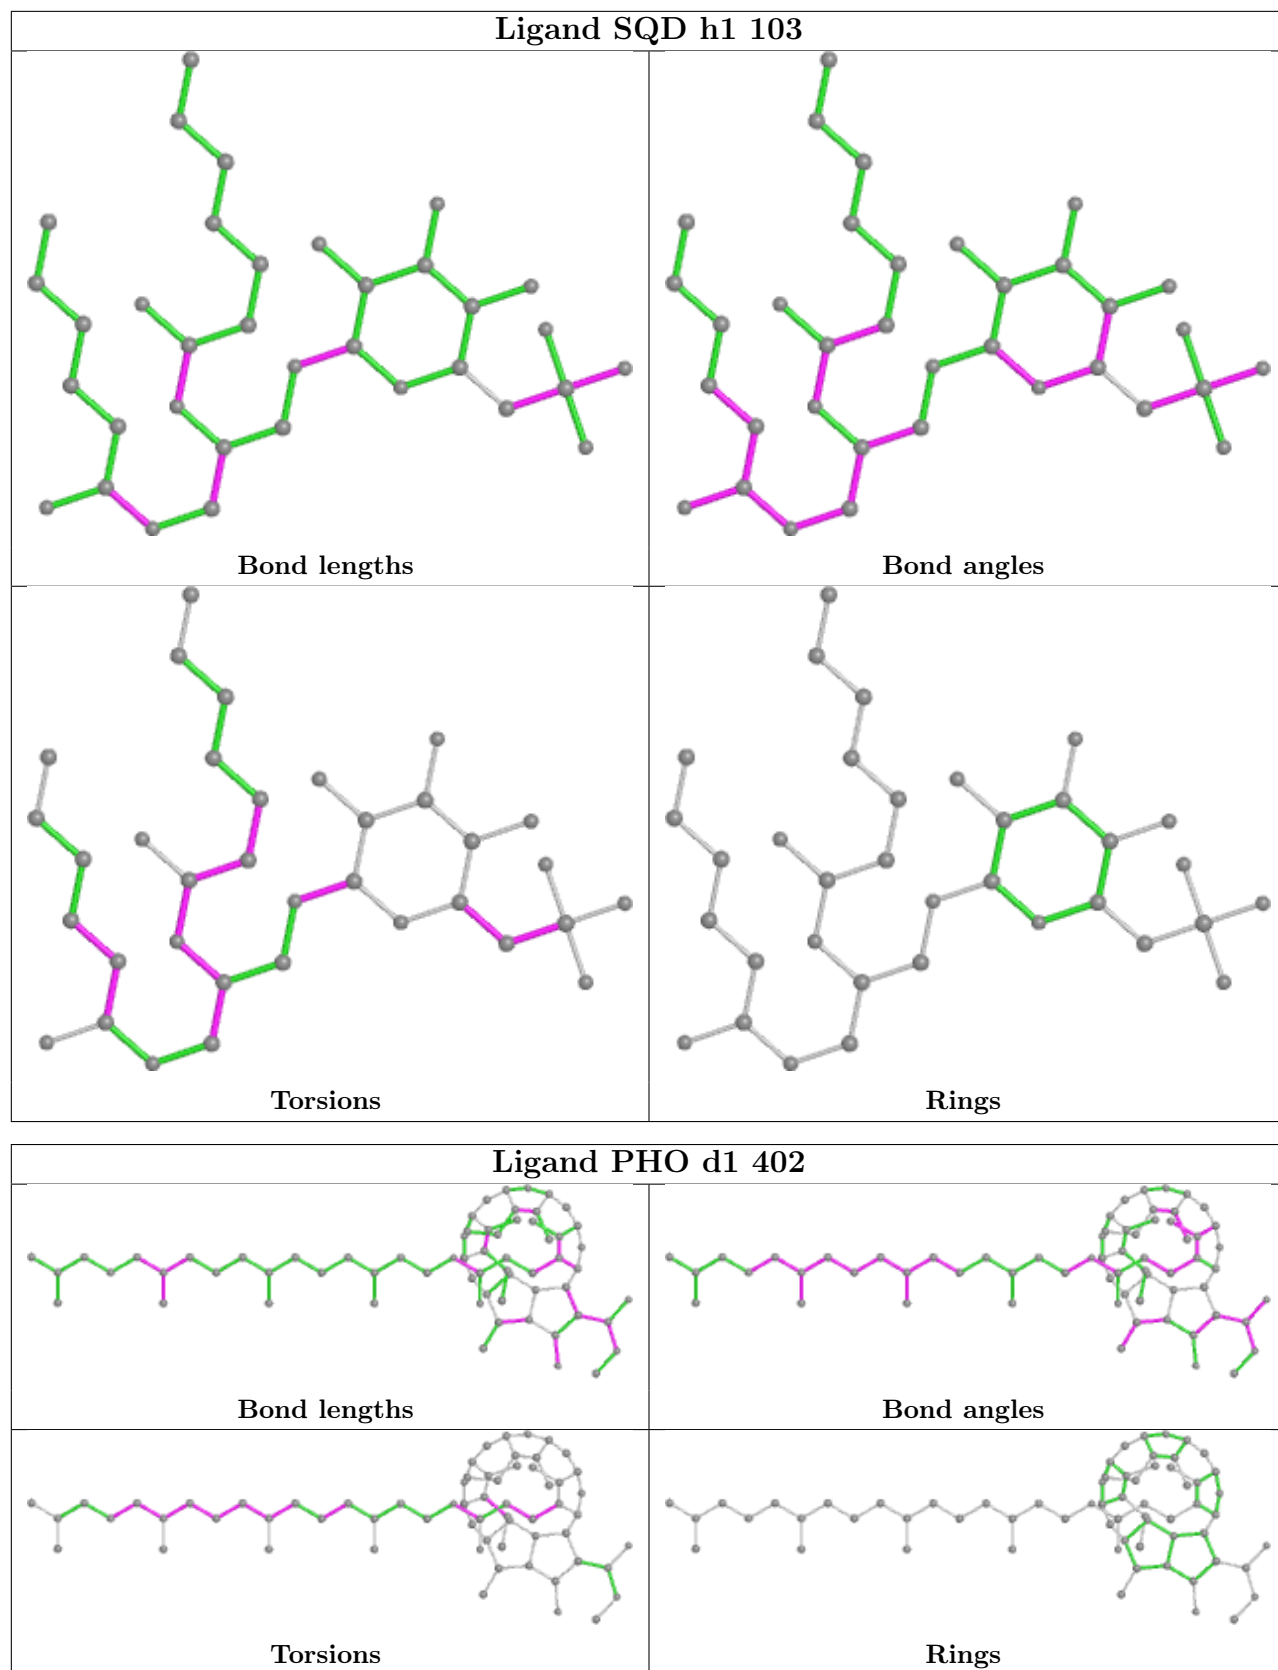 Ligand SQD h1 103
Bond lengths
Bond angles
Torsions
Rings
Ligand PHO d1 402
Bond lengths
Bond angles
Torsions
Rings